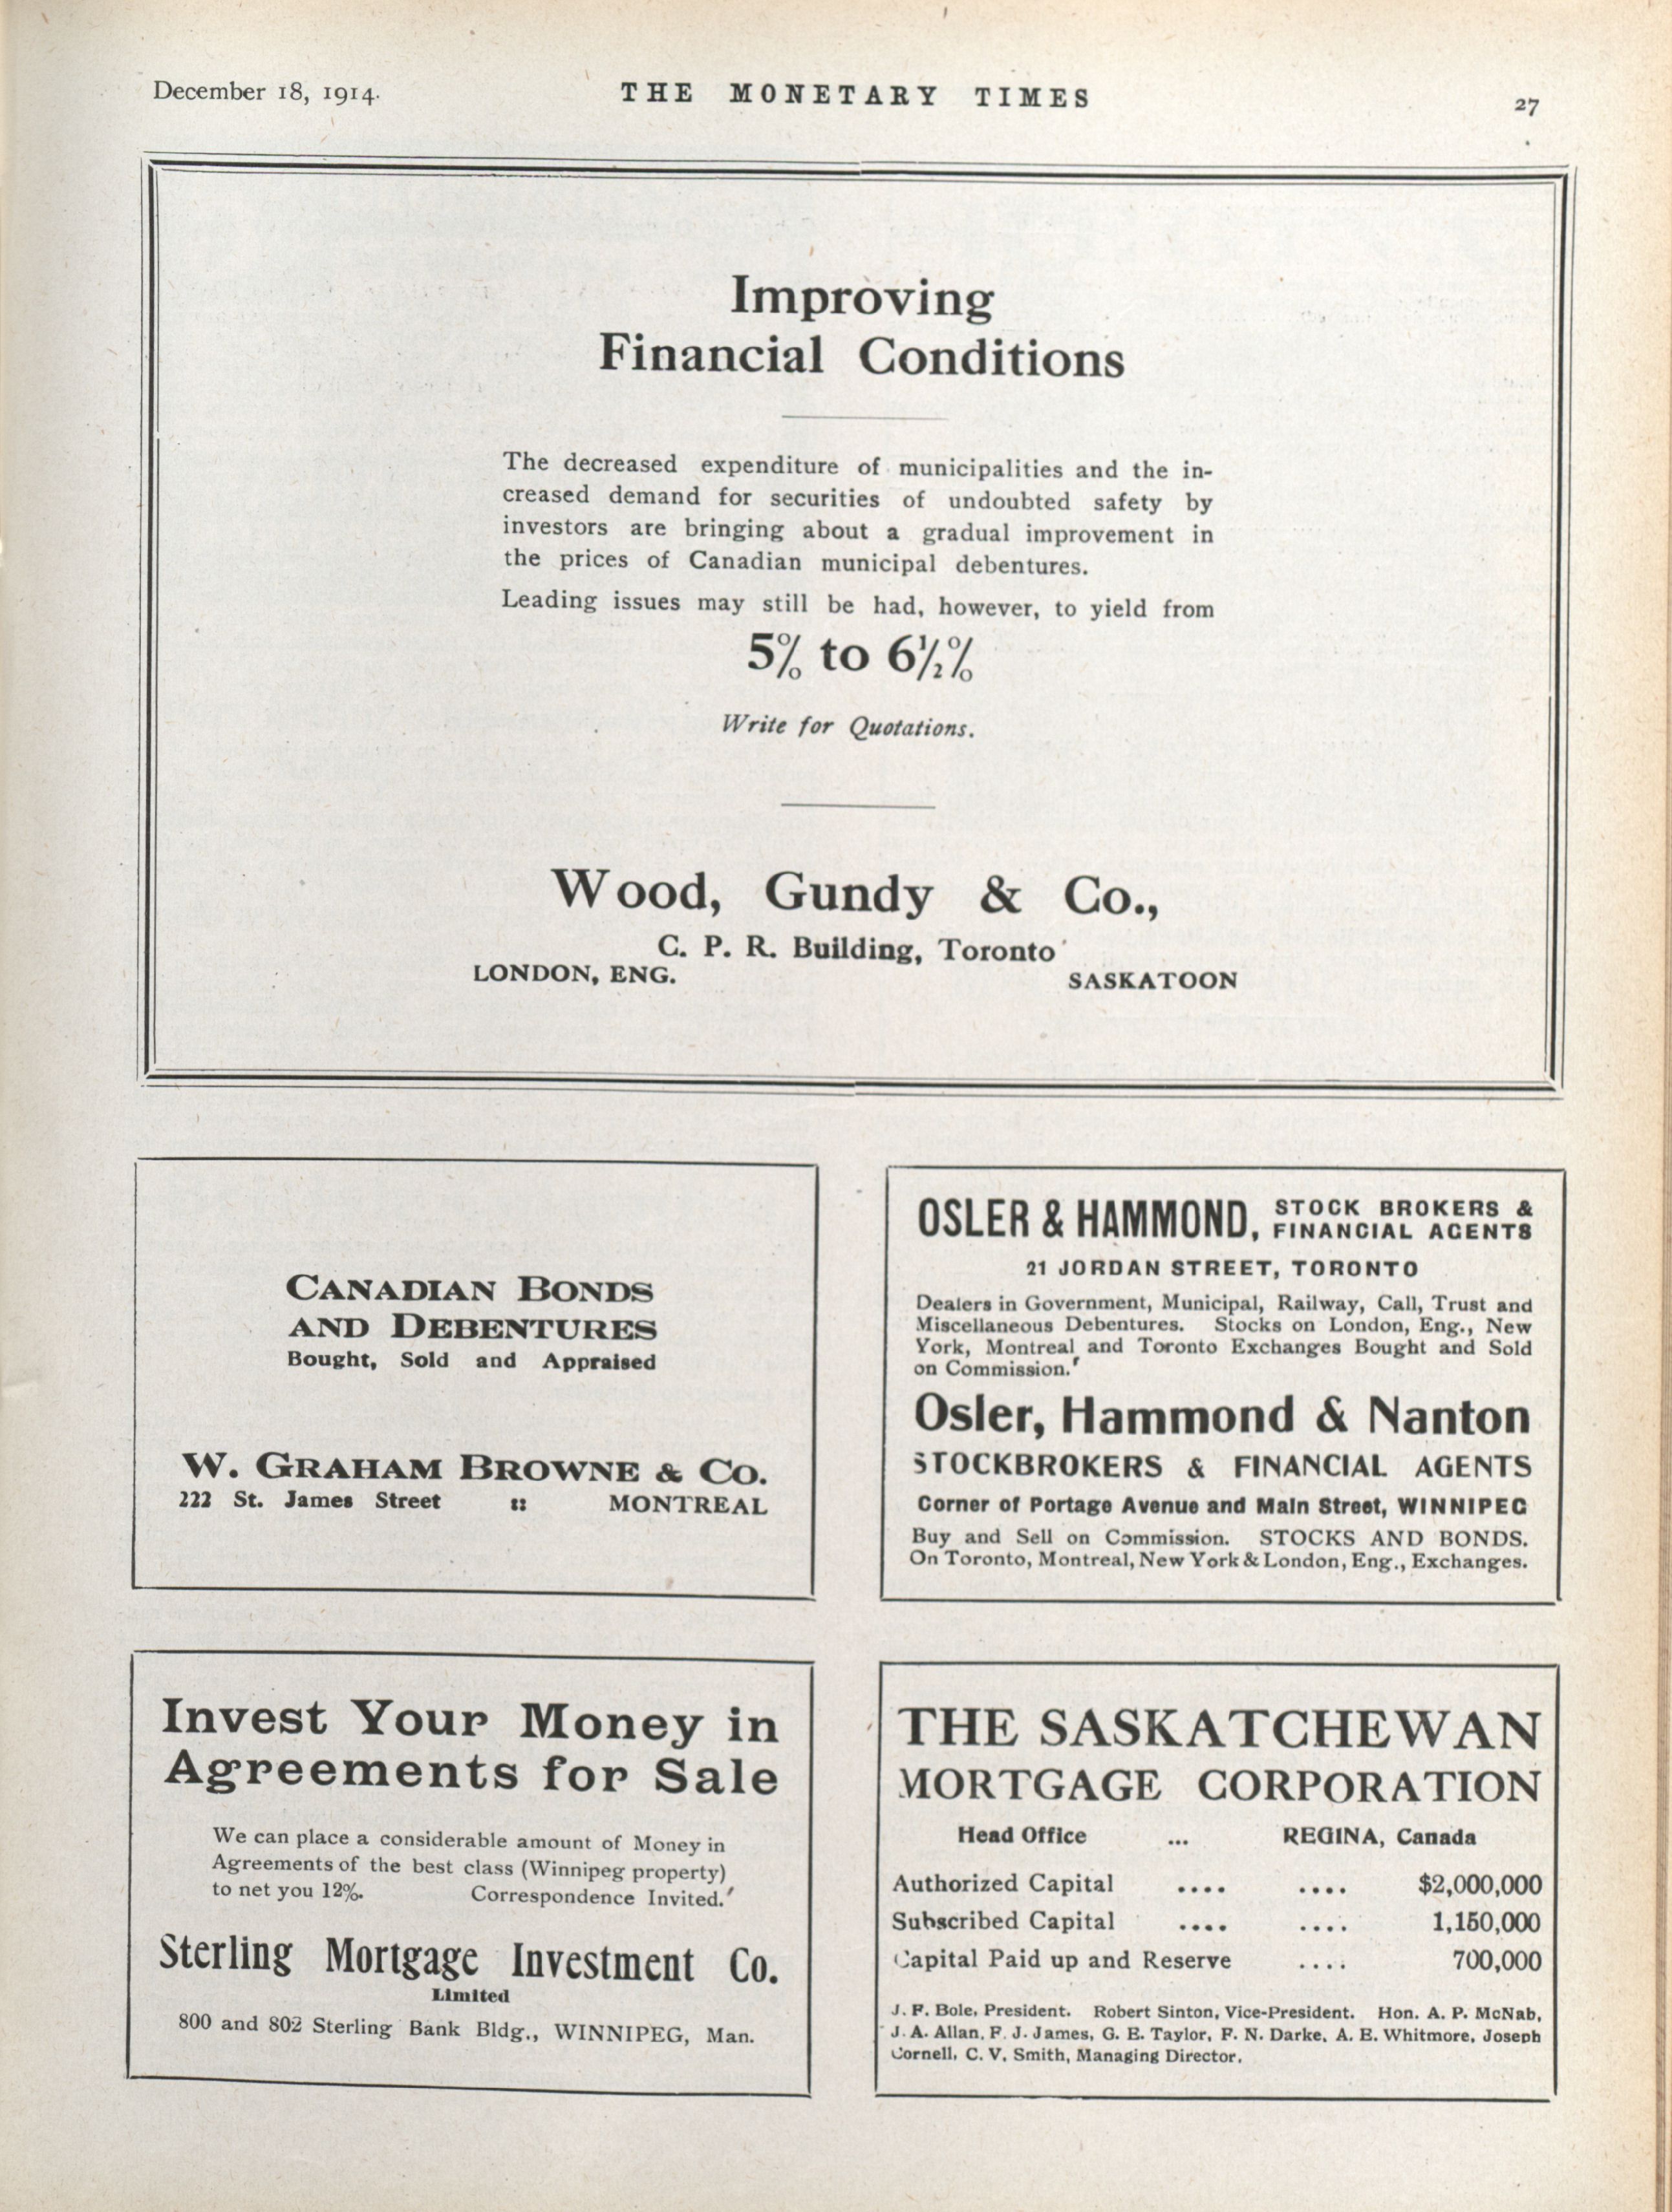 December 18, 1914.
THE MONETARY TIMES
27
Improving
Financial Conditions
The decreased expenditure of municipalities and the in-
creased demand for securities of undoubted safety by
investors are bringing about a gradual improvement in
the prices of Canadian municipal debentures.
Leading issues may still be had, however, to yield from
5% to 6½%
Write for Quotations.
Wood, Gundy & Co.,
C. P. R. Building, Toronto
LONDON, ENG.
SASKATOON
CANADIAN BONDS
AND DEBENTURES
Bought, Sold and Appraised
W. GRAHAM BROWNE & CO.
222 St. James Street :: MONTREAL
OSLER & HAMMOND, STOCK BROKERS &
FINANCIAL AGENTS
21 JORDAN STREET, TORONTO
Dealers in Government, Municipal, Railway, Call, Trust and
Miscellaneous Debentures. Stocks on London, Eng., New
York, Montreal and Toronto Exchanges Bought and Sold
on Commission.
Osler, Hammond & Nanton
STOCKBROKERS & FINANCIAL AGENTS
Corner of Portage Avenue and Main Street, WINNIPEG
Buy and Sell on Commission. STOCKS AND BONDS.
On Toronto, Montreal, New York & London, Eng., Exchanges.
Invest Your Money in
Agreements for Sale
We can place a considerable amount of Money in
Agreements of the best class (Winnipeg property)
to net you 12%. Correspondence Invited.
Sterling Mortgage Investment Co.
Limited
800 and 802 Sterling Bank Bldg., WINNIPEG, Man.
THE SASKATCHEWAN
MORTGAGE CORPORATION
Head Office ... REGINA, Canada
Authorized Capital .... .... $2,000,000
Subscribed Capital .... .... 1,150,000
Capital Paid up and Reserve .... 700,000
J. F. Bole, President. Robert Sinton, Vice-President. Hon. A. P. McNab,
J. A. Allan, F. J. James, G. E. Taylor, F. N. Darke, A. E. Whitmore, Joseph
Cornell, C. V. Smith, Managing Director.